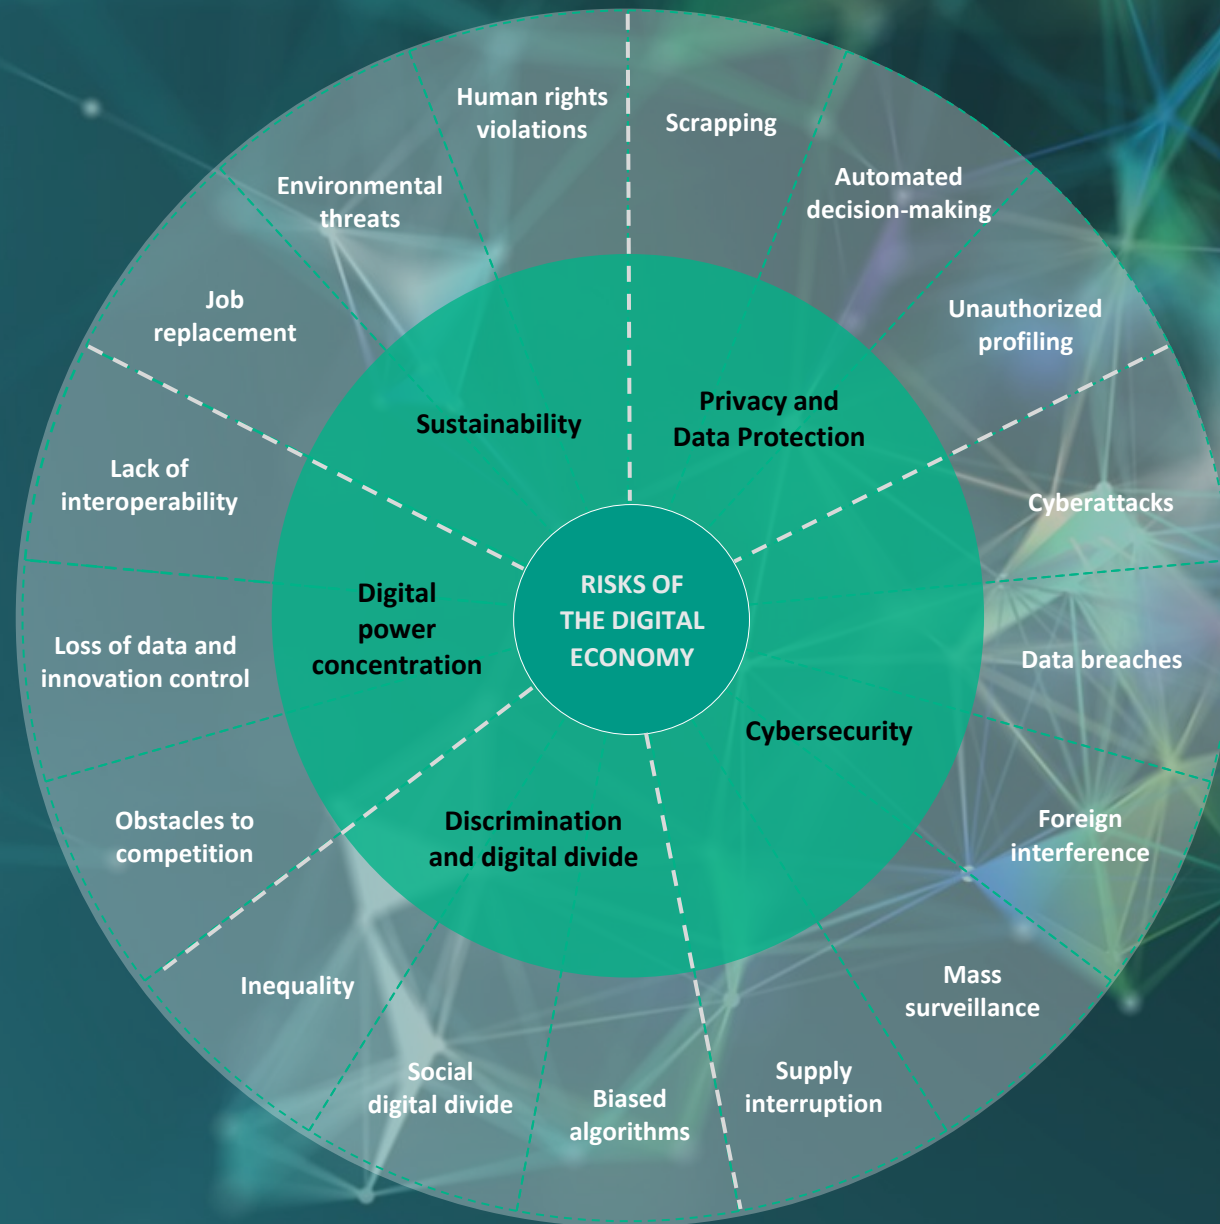 RISKS OF
THE DIGITAL
ECONOMY
Privacy and
Data Protection
Scrapping
Automated
decision-making
Unauthorized
profiling
Cybersecurity
Cyberattacks
Data breaches
Foreign
interference
Mass
surveillance
Supply
interruption
Discrimination
and digital divide
Biased
algorithms
Social
digital divide
Inequality
Digital
power
concentration
Obstacles to
competition
Loss of data and
innovation control
Lack of
interoperability
Sustainability
Job
replacement
Environmental
threats
Human rights
violations